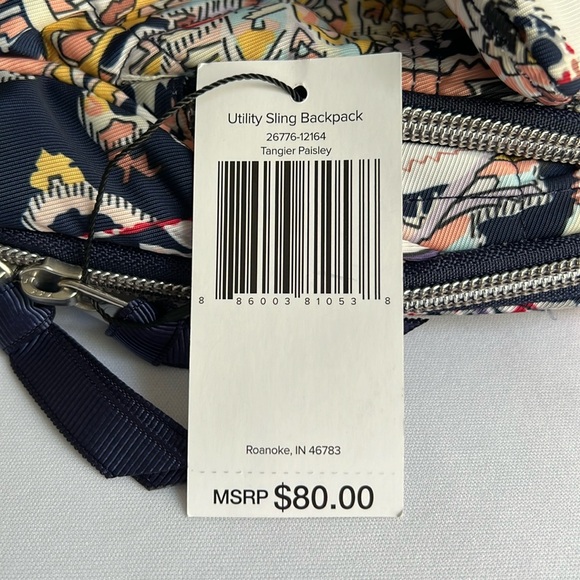 Utility Sling Backpack
26776-12164
Tangier Paisley
8 86003 81053 8
Roanoke, IN 46783
MSRP $80.00